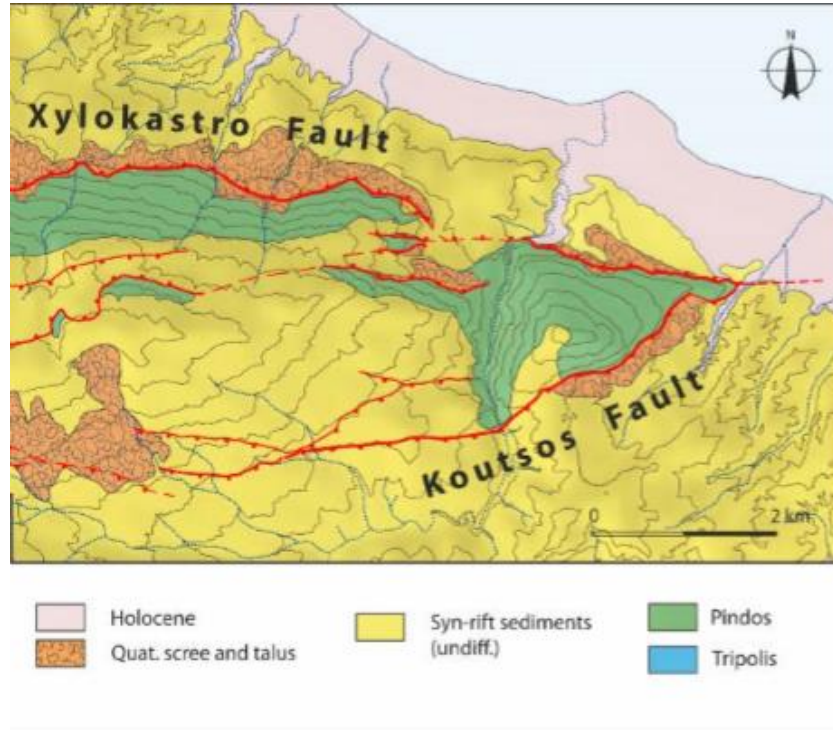 N
Xylokastro Fault
Koutsos Fault
0 2 km
Holocene
Quat. scree and talus
Syn-rift sediments
(undiff.)
Pindos
Tripolis